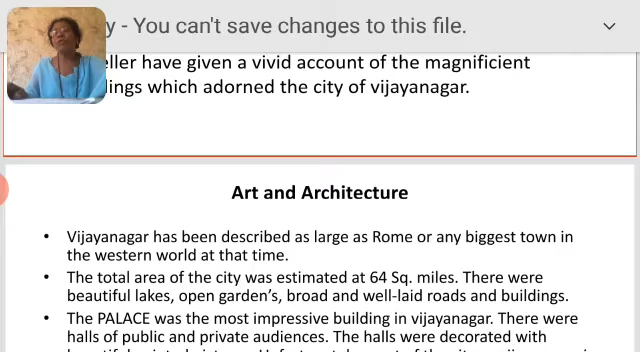 - You can't save changes to this file.
have given a vivid account of the magnificient
which adorned the city of vijayanagar.
Art and Architecture
• Vijayanagar has been described as large as Rome or any biggest town in
the western world at that time.
• The total area of the city was estimated at 64 Sq. miles. There were
beautiful lakes, open garden's, broad and well-laid roads and buildings.
• The PALACE was the most impressive building in vijayanagar. There were
halls of public and private audiences. The halls were decorated with